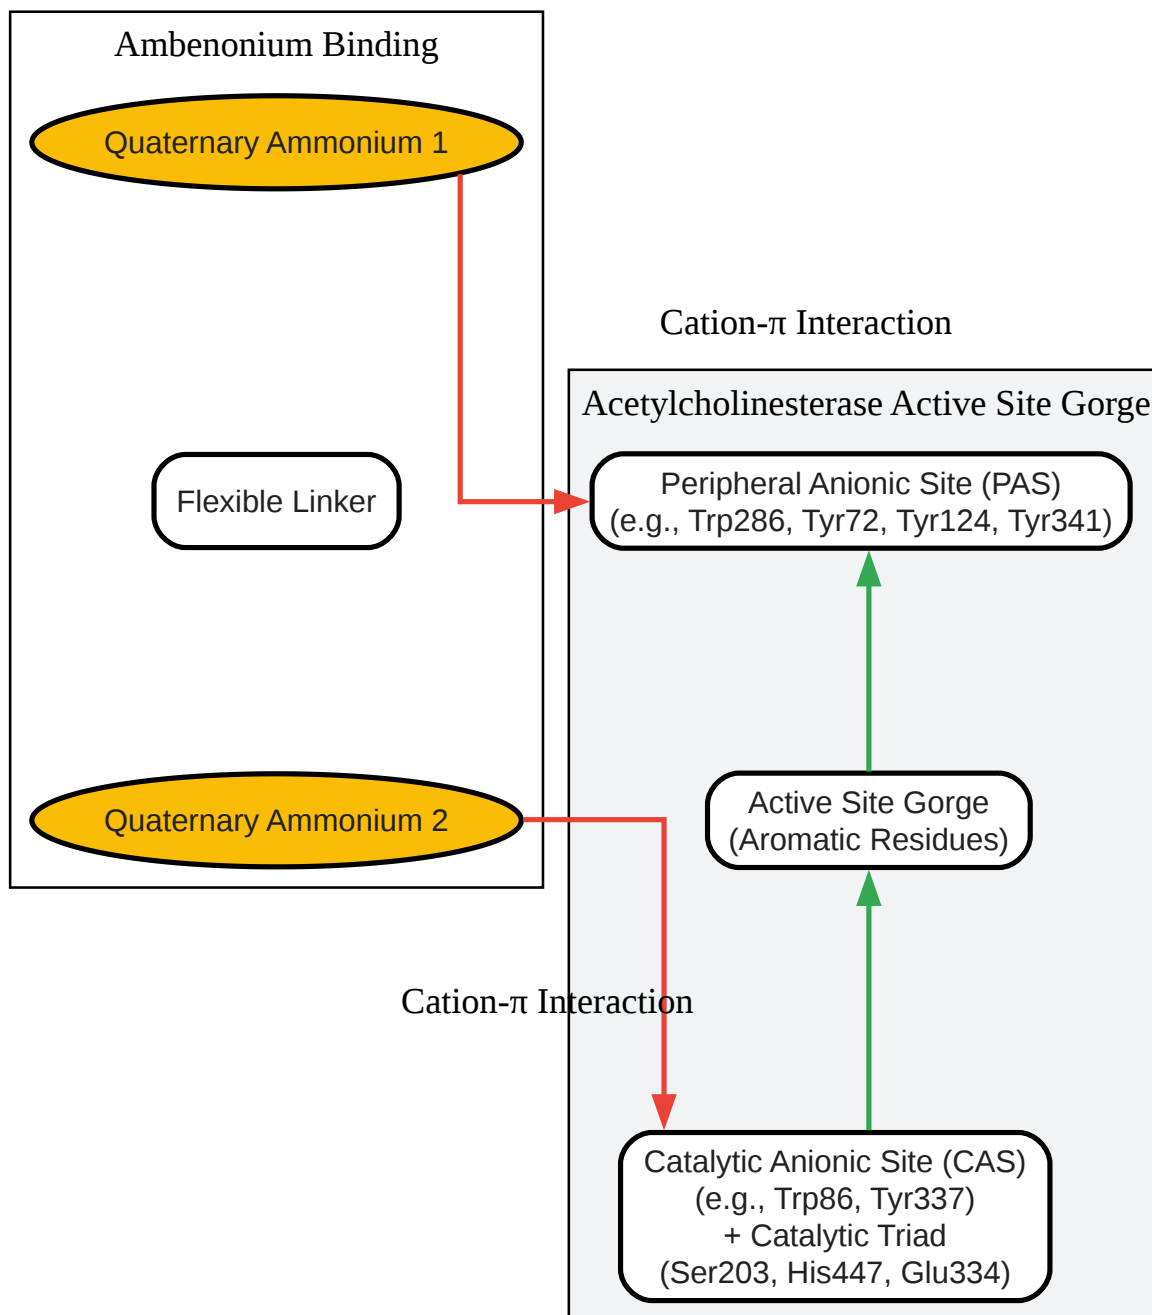 Ambenonium Binding
Quaternary Ammonium 1
Cation-π Interaction
Acetylcholinesterase Active Site Gorge
Flexible Linker
Peripheral Anionic Site (PAS)
(e.g., Trp286, Tyr72, Tyr124, Tyr341)
Quaternary Ammonium 2
Active Site Gorge
(Aromatic Residues)
Cation-π Interaction
Catalytic Anionic Site (CAS)
(e.g., Trp86, Tyr337)
+ Catalytic Triad
(Ser203, His447, Glu334)